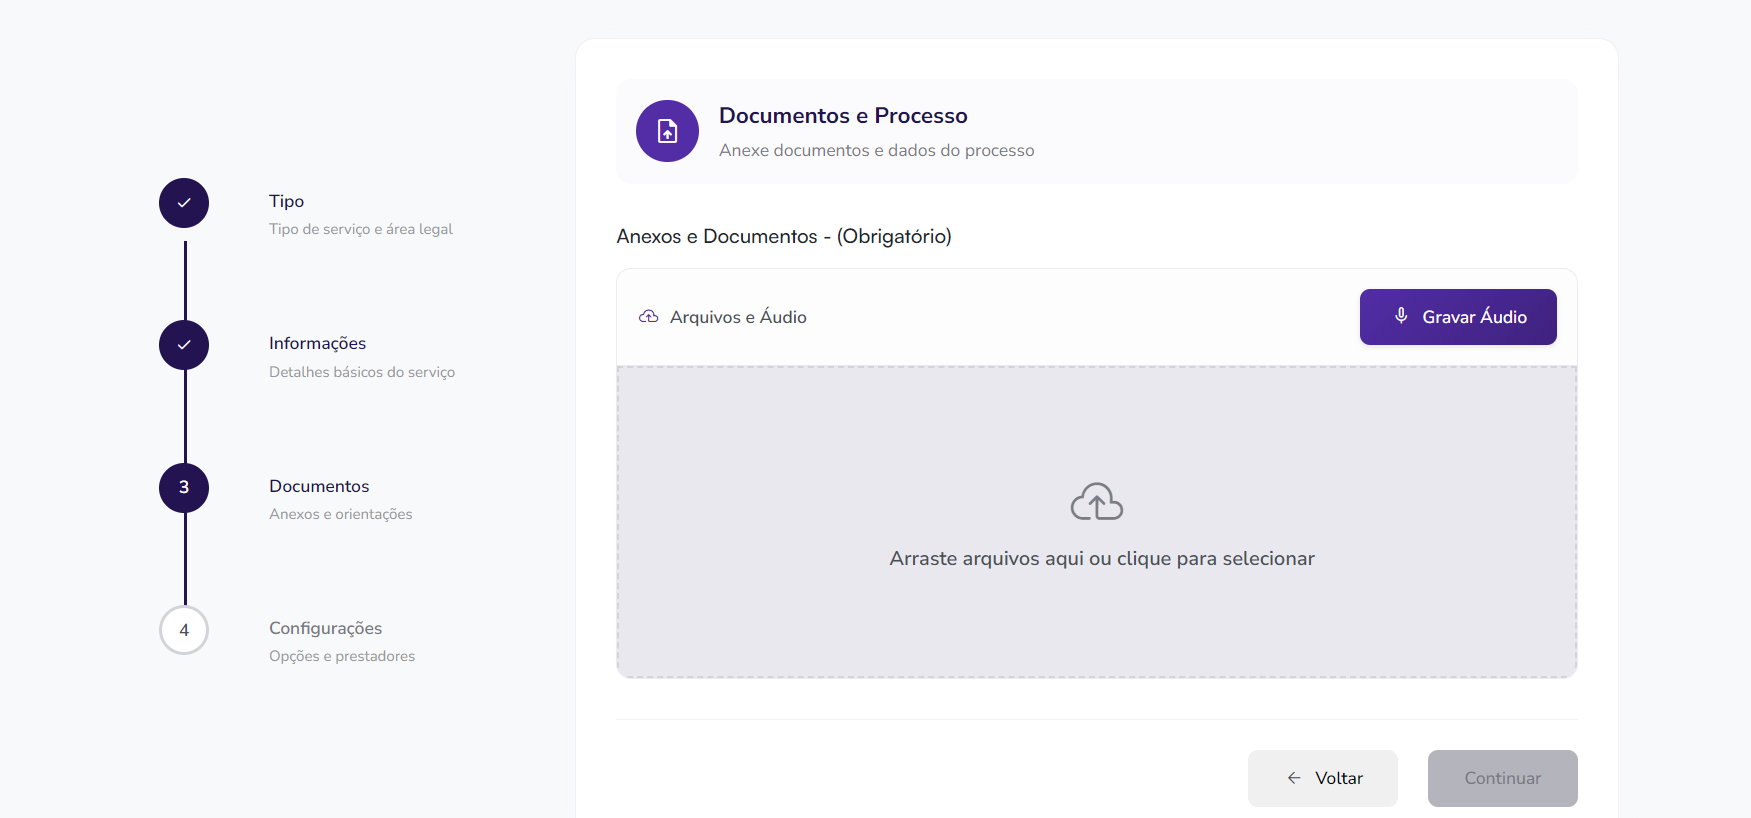 Tipo
Tipo de serviço e área legal
Informações
Detalhes básicos do serviço
3
Documentos
Anexos e orientações
4
Configurações
Opções e prestadores
Documentos e Processo
Anexe documentos e dados do processo
Anexos e Documentos - (Obrigatório)
Arquivos e Áudio
Gravar Áudio
Arraste arquivos aqui ou clique para selecionar
Voltar
Continuar